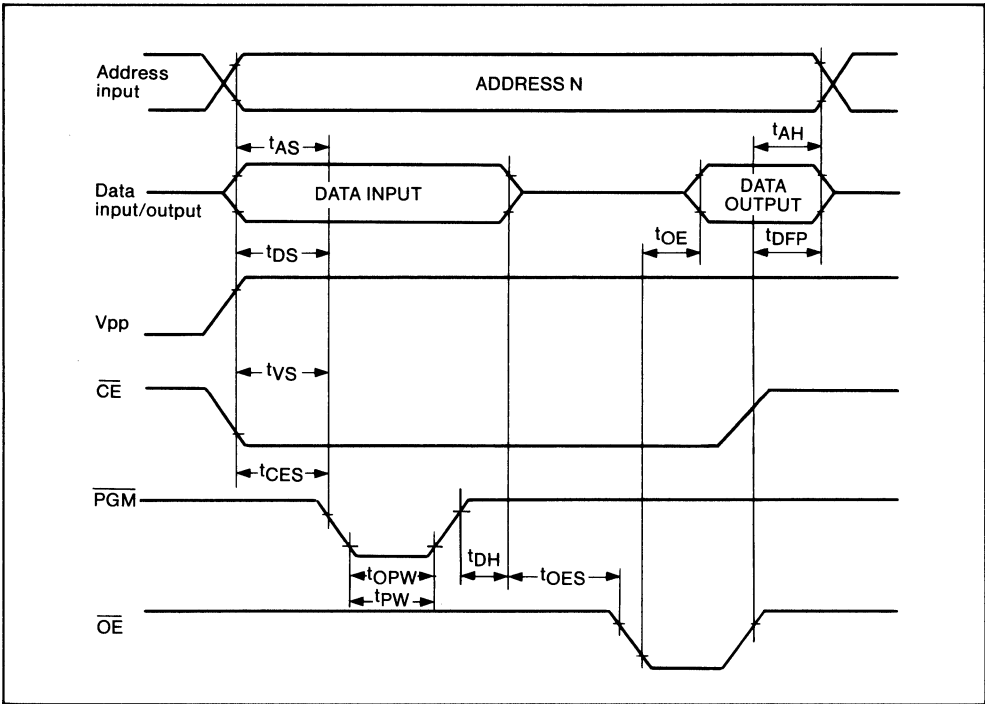 Address
input
ADDRESS N
tAS
tAH
Data
input/output
DATA INPUT
DATA
OUTPUT
tDS
tOE
tDFP
Vpp
tVS
CE
tCES
PGM
tDH
tOES
tOPW
tPW
OE